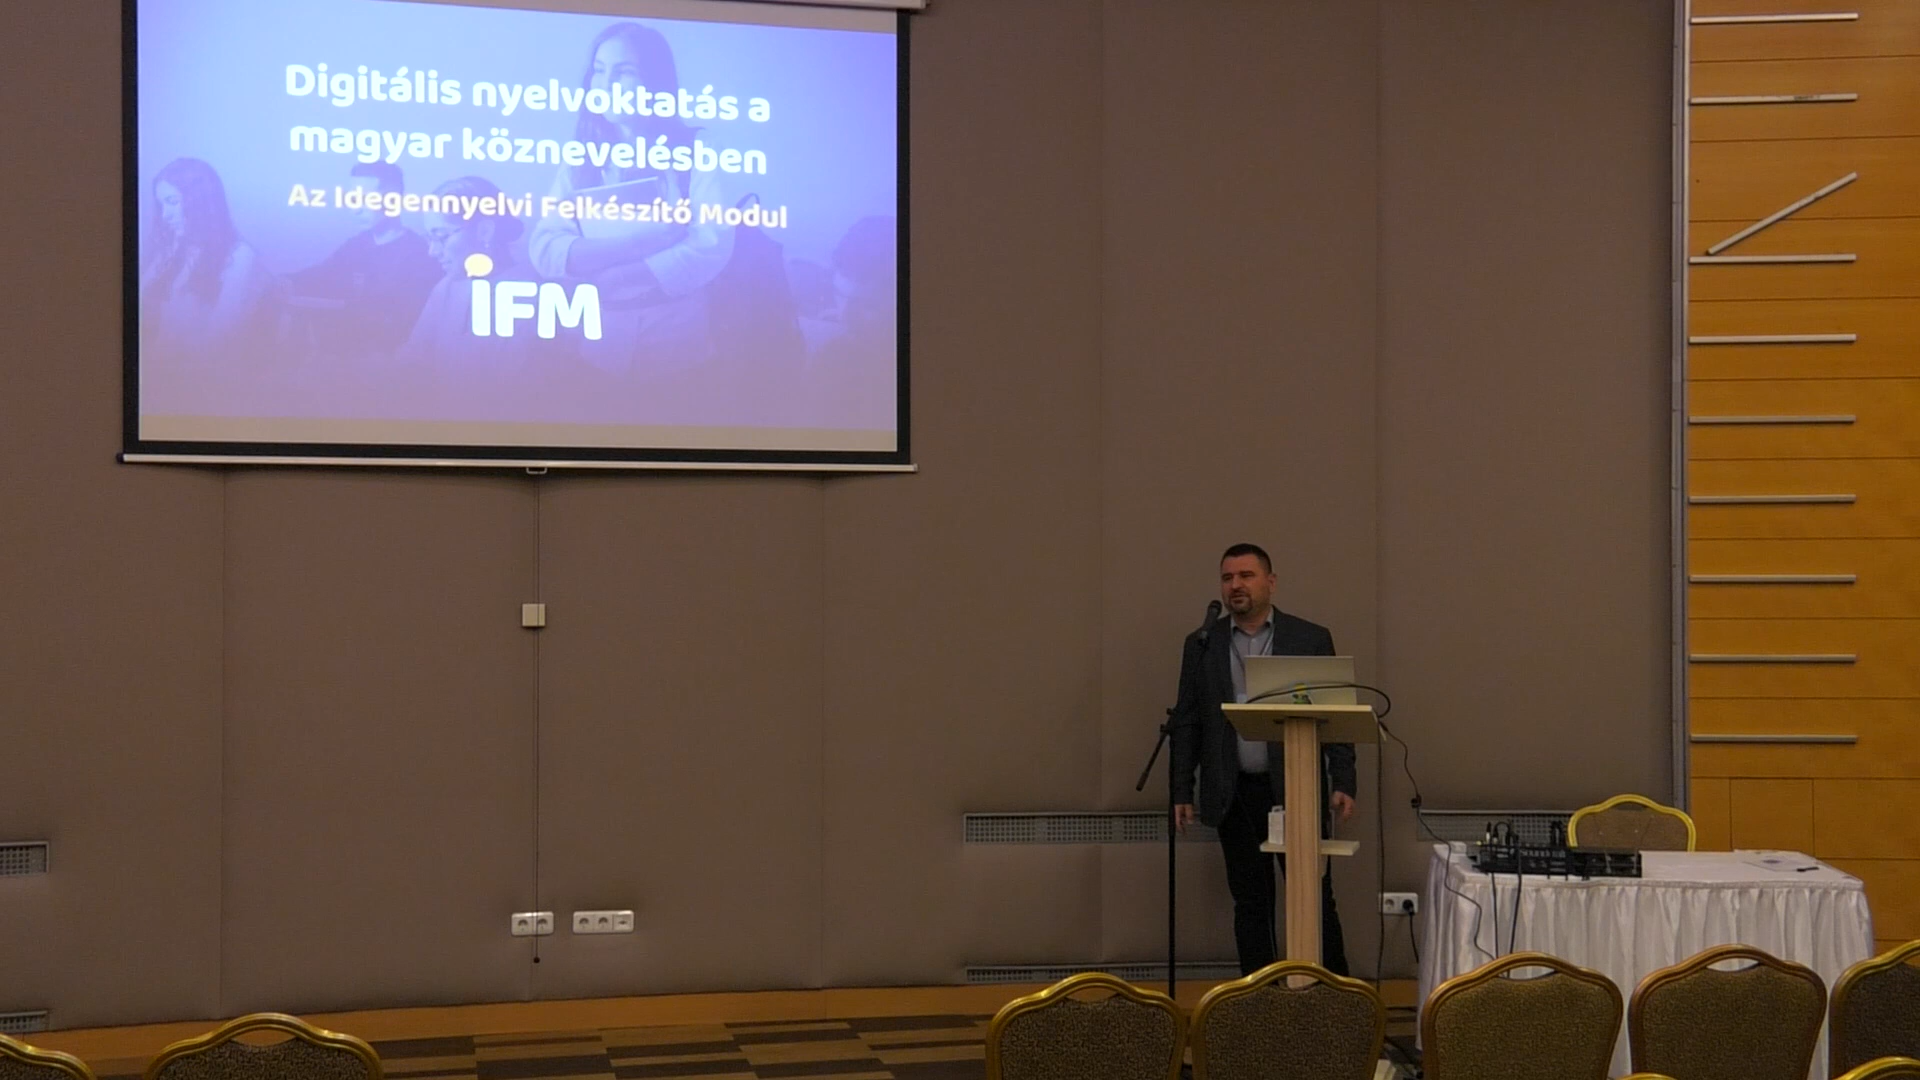 Digitális nyelvoktatás a
magyar köznevelésben
Az Idegennyelvi Felkészítő Modul
iFM